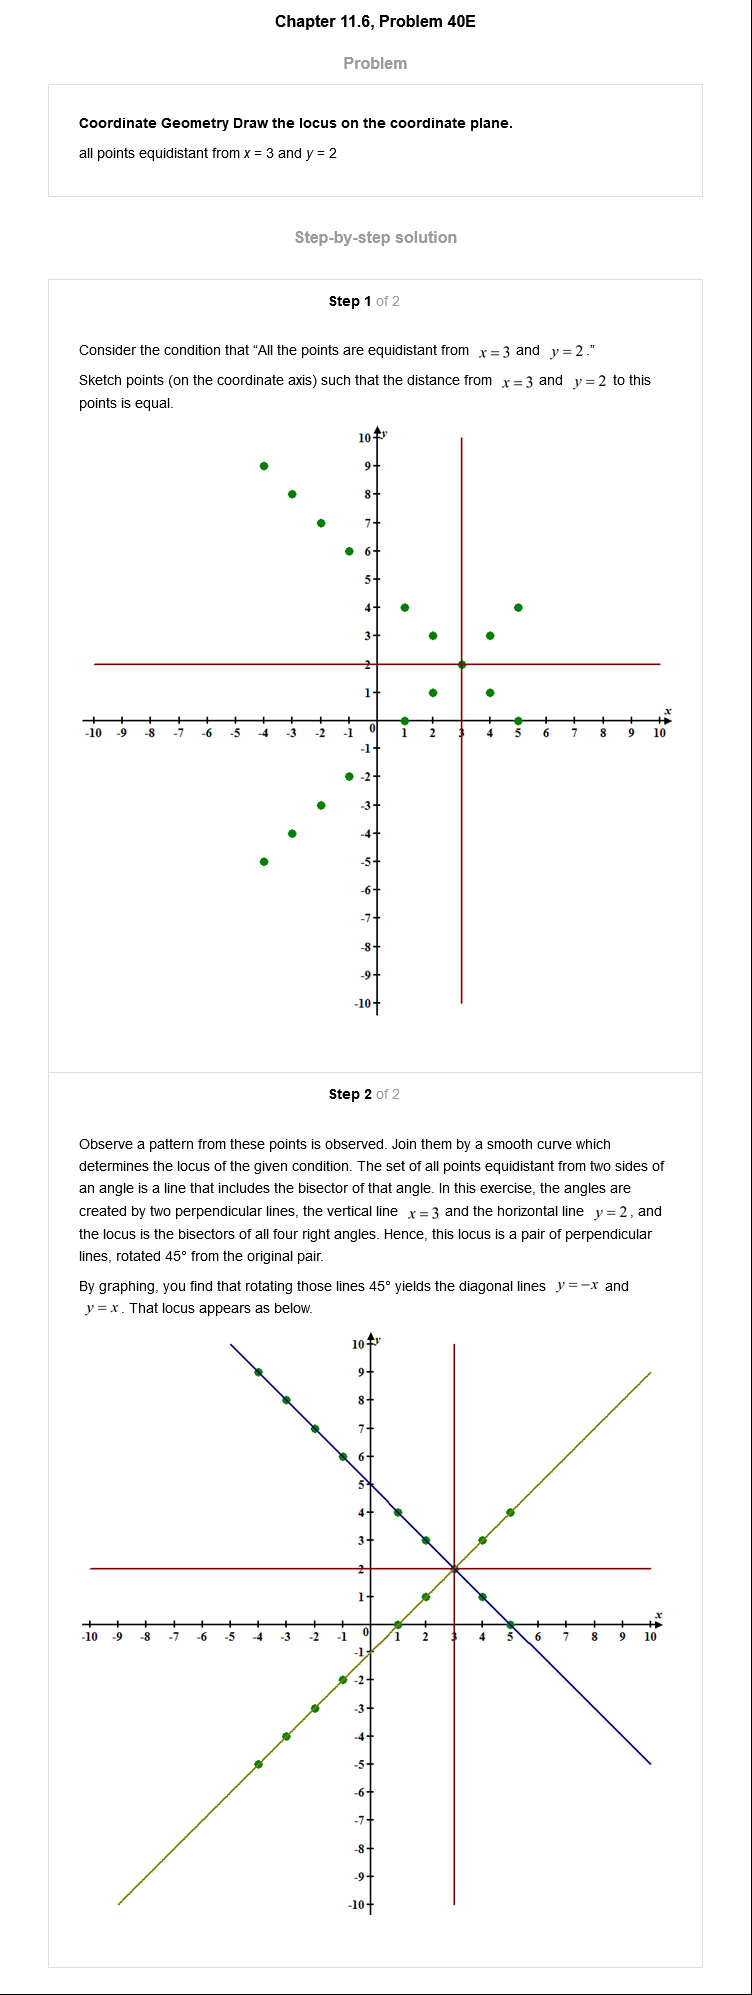 Chapter 11.6, Problem 40E
Problem
Coordinate Geometry Draw the locus on the coordinate plane.
all points equidistant from x = 3 and y = 2
Step-by-step solution
Step 1 of 2
Consider the condition that “All the points are equidistant from x = 3 and y = 2.”
Sketch points (on the coordinate axis) such that the distance from x = 3 and y = 2 to this
points is equal.
10 y
9
8
7
6
5
4
3
2
1
x
-10 -9 -8 -7 -6 -5 -4 -3 -2 -1 0 1 2 3 4 5 6 7 8 9 10
-1
-2
-3
-4
-5
-6
-7
-8
-9
-10
Step 2 of 2
Observe a pattern from these points is observed. Join them by a smooth curve which
determines the locus of the given condition. The set of all points equidistant from two sides of
an angle is a line that includes the bisector of that angle. In this exercise, the angles are
created by two perpendicular lines, the vertical line x = 3 and the horizontal line y = 2, and
the locus is the bisectors of all four right angles. Hence, this locus is a pair of perpendicular
lines, rotated 45° from the original pair.
By graphing, you find that rotating those lines 45° yields the diagonal lines y = −x and
y = x. That locus appears as below.
10 y
9
8
7
6
5
4
3
2
1
x
-10 -9 -8 -7 -6 -5 -4 -3 -2 -1 0 1 2 3 4 5 6 7 8 9 10
-1
-2
-3
-4
-5
-6
-7
-8
-9
-10